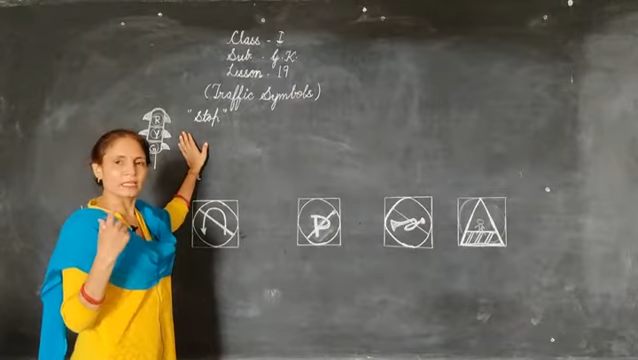 Class - I
Sub. G.K.
Lesson. 19
(Traffic Symbols)
R
"Stop"
Y
G
P